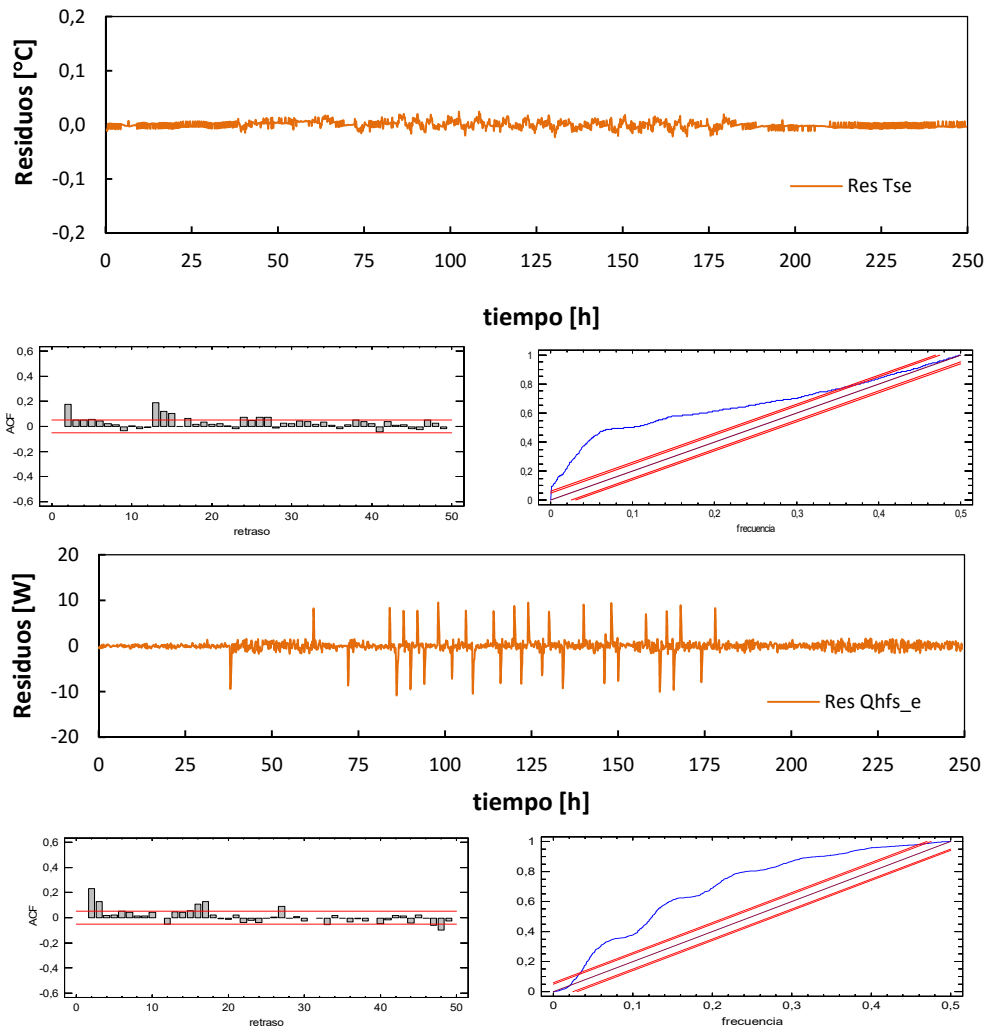 0,2
0,1
0,0
-0,1
-0,2
Residuos [°C]
Res Tse
0 25 50 75 100 125 150 175 200 225 250
tiempo [h]
0,6
0,4
0,2
0
-0,2
-0,4
-0,6
ACF
0 10 20 30 40 50
retraso
1
0,8
0,6
0,4
0,2
0
0 0,1 0,2 0,3 0,4 0,5
frecuencia
20
10
0
-10
-20
Residuos [W]
Res Qhfs_e
0 25 50 75 100 125 150 175 200 225 250
tiempo [h]
0,6
0,4
0,2
0
-0,2
-0,4
-0,6
ACF
0 10 20 30 40 50
retraso
1
0,8
0,6
0,4
0,2
0
0 0,1 0,2 0,3 0,4 0,5
frecuencia